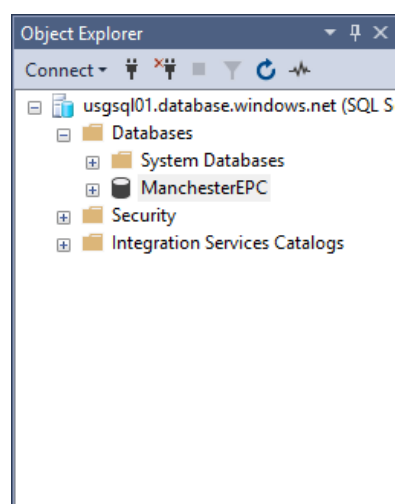 Object Explorer
Connect
usgsql01.database.windows.net (SQL S
Databases
System Databases
ManchesterEPC
Security
Integration Services Catalogs